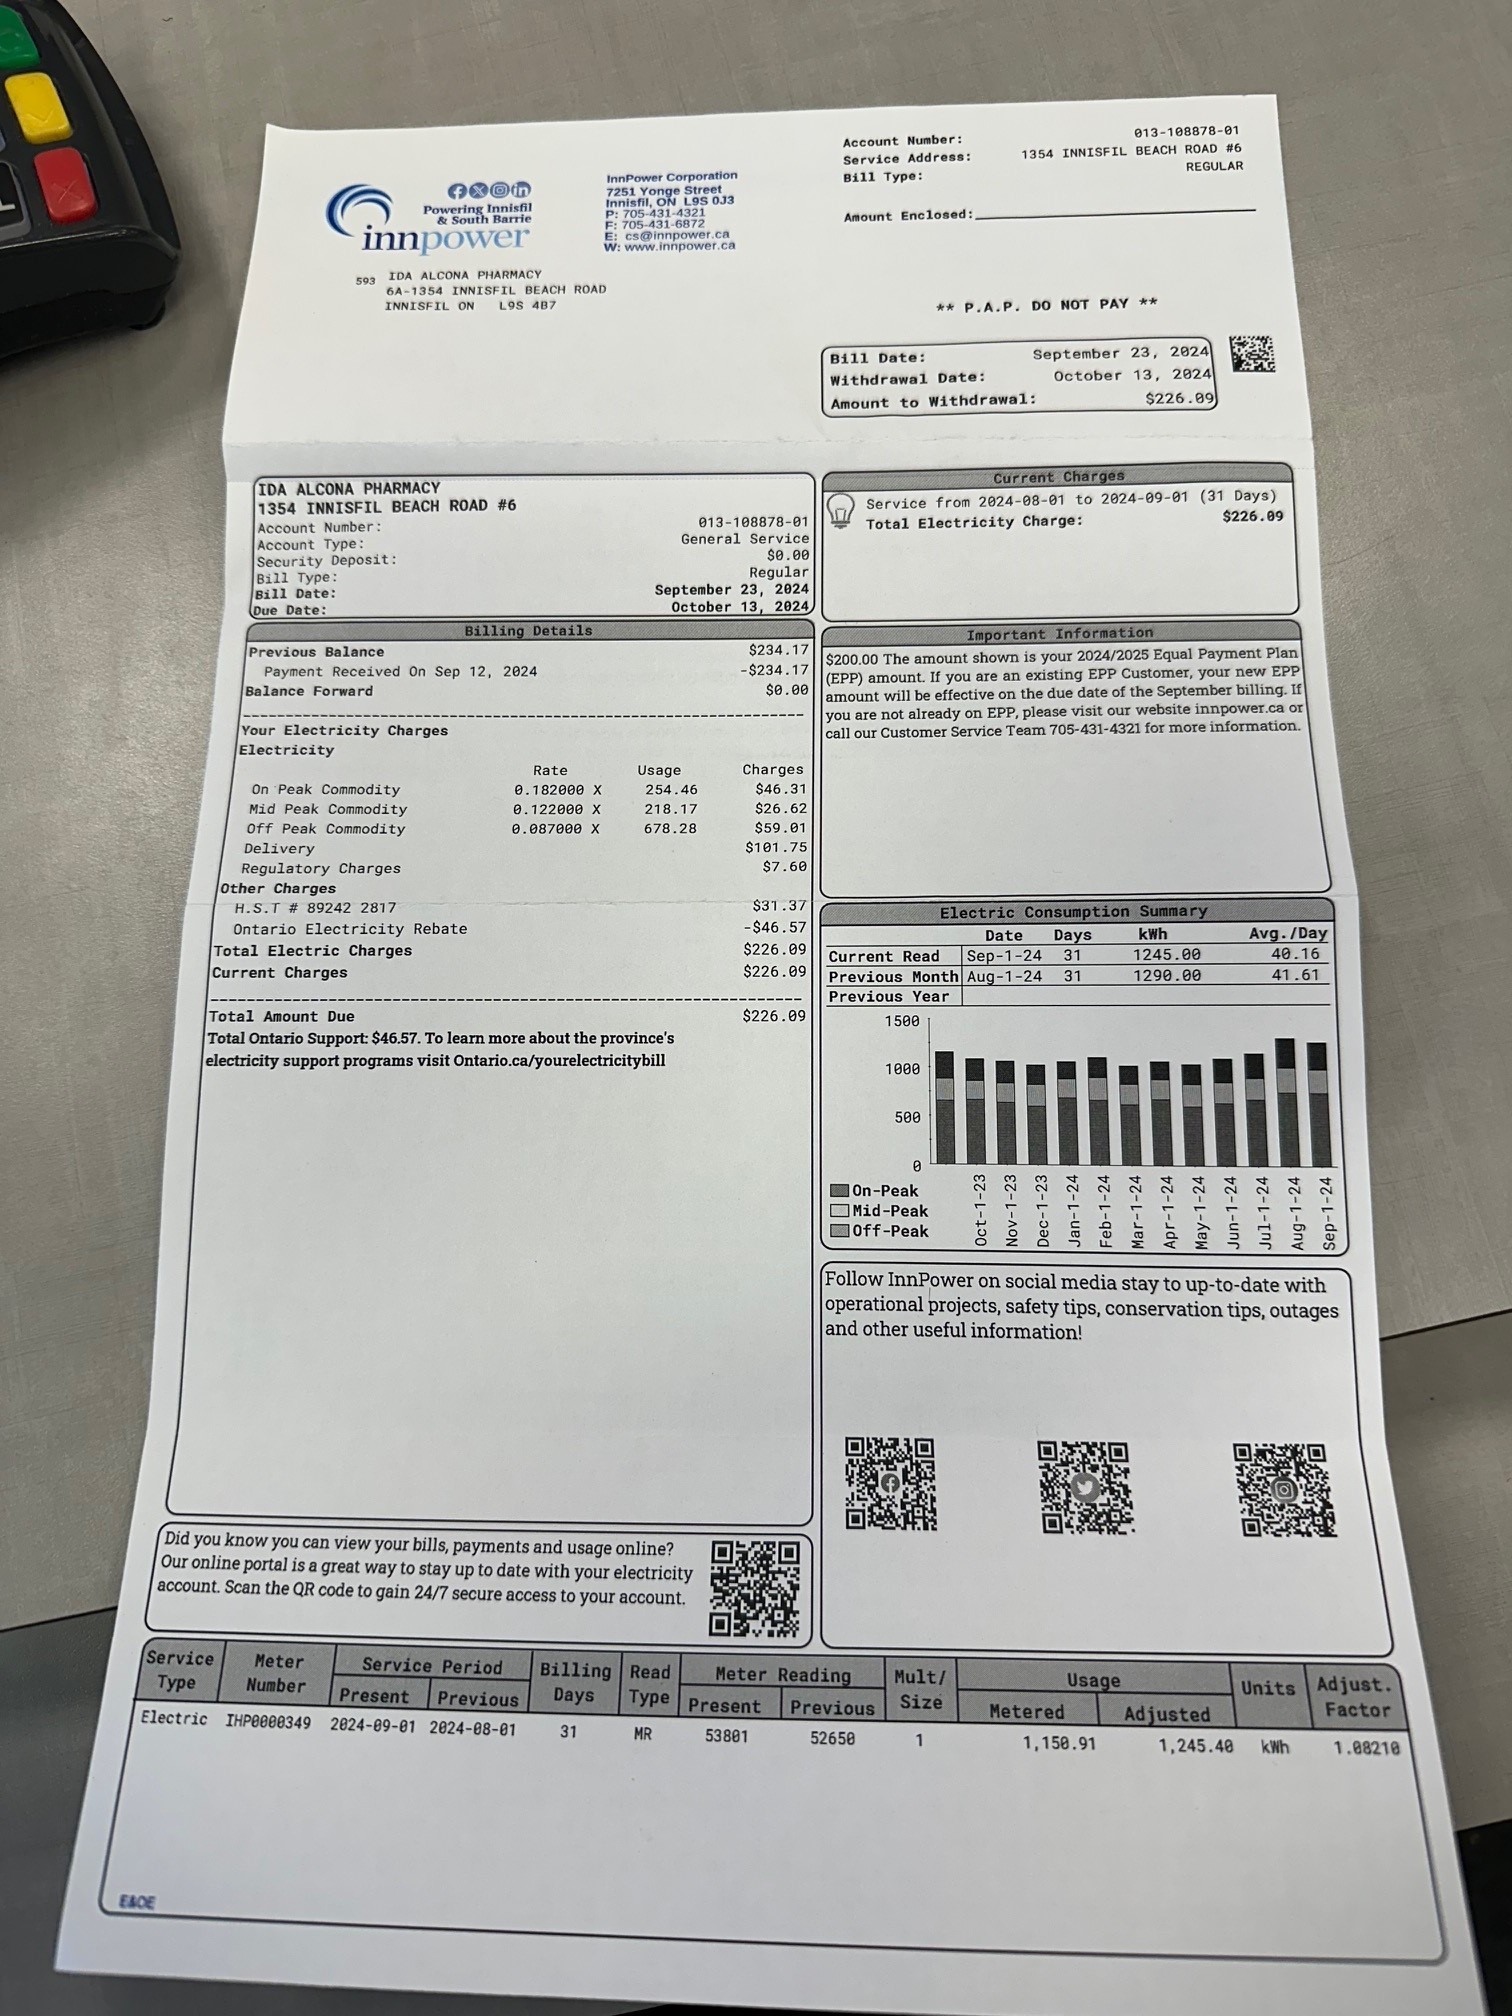 Account Number: 013-108878-01
Service Address: 1354 INNISFIL BEACH ROAD #6
Bill Type: REGULAR
Amount Enclosed:
Powering Innisfil
& South Barrie
innpower
InnPower Corporation
7251 Yonge Street
Innisfil, ON L9S 0J3
P: 705-431-4321
F: 705-431-6872
E: cs@innpower.ca
W: www.innpower.ca
593 IDA ALCONA PHARMACY
6A-1354 INNISFIL BEACH ROAD
INNISFIL ON L9S 4B7
** P.A.P. DO NOT PAY **
Bill Date: September 23, 2024
Withdrawal Date: October 13, 2024
Amount to Withdrawal: $226.09
IDA ALCONA PHARMACY
1354 INNISFIL BEACH ROAD #6
Account Number: 013-108878-01
Account Type: General Service
Security Deposit: $0.00
Bill Type: Regular
Bill Date: September 23, 2024
Due Date: October 13, 2024
Billing Details
Previous Balance $234.17
Payment Received On Sep 12, 2024 -$234.17
Balance Forward $0.00
Your Electricity Charges
Electricity
Rate Usage Charges
On Peak Commodity 0.182000 X 254.46 $46.31
Mid Peak Commodity 0.122000 X 218.17 $26.62
Off Peak Commodity 0.087000 X 678.28 $59.01
Delivery $101.75
Regulatory Charges $7.60
Other Charges
H.S.T # 89242 2817 $31.37
Ontario Electricity Rebate -$46.57
Total Electric Charges $226.09
Current Charges $226.09
Total Amount Due $226.09
Total Ontario Support: $46.57. To learn more about the province's
electricity support programs visit Ontario.ca/yourelectricitybill
Current Charges
Service from 2024-08-01 to 2024-09-01 (31 Days)
Total Electricity Charge: $226.09
Important Information
$200.00 The amount shown is your 2024/2025 Equal Payment Plan
(EPP) amount. If you are an existing EPP Customer, your new EPP
amount will be effective on the due date of the September billing. If
you are not already on EPP, please visit our website innpower.ca or
call our Customer Service Team 705-431-4321 for more information.
Electric Consumption Summary
Date Days kWh Avg./Day
Current Read Sep-1-24 31 1245.00 40.16
Previous Month Aug-1-24 31 1290.00 41.61
Previous Year
1500
1000
500
0
On-Peak
Mid-Peak
Off-Peak
Oct-1-23
Nov-1-23
Dec-1-23
Jan-1-24
Feb-1-24
Mar-1-24
Apr-1-24
May-1-24
Jun-1-24
Jul-1-24
Aug-1-24
Sep-1-24
Follow InnPower on social media stay to up-to-date with
operational projects, safety tips, conservation tips, outages
and other useful information!
Did you know you can view your bills, payments and usage online?
Our online portal is a great way to stay up to date with your electricity
account. Scan the QR code to gain 24/7 secure access to your account.
Service Type Meter Number Service Period Billing Days Read Type Meter Reading Mult/ Size Usage Units Adjust. Factor
Present Previous Present Previous Metered Adjusted
Electric IHP0000349 2024-09-01 2024-08-01 31 MR 53801 52650 1 1,150.91 1,245.40 kWh 1.08210
E&OE